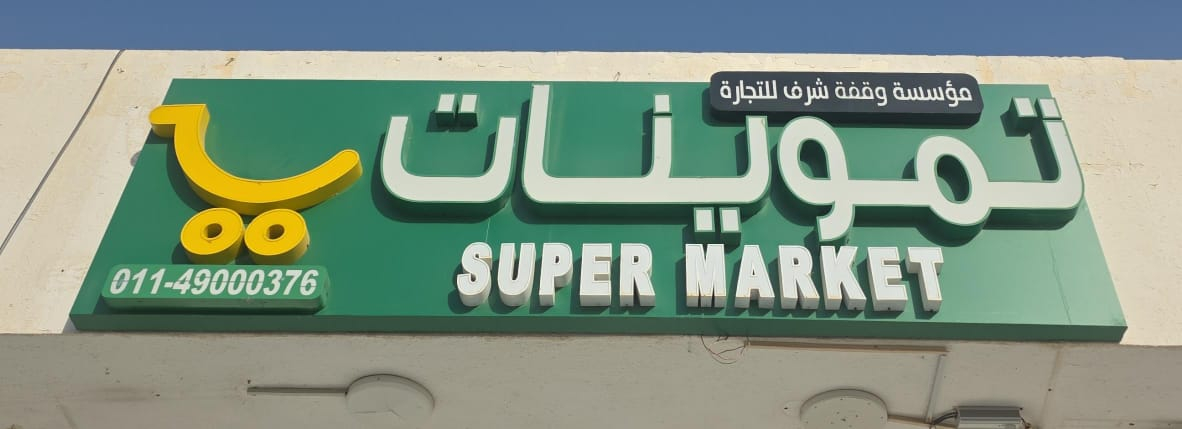 مؤسسة وقفة شرف للتجارة
تموينات
SUPER MARKET
011-49000376